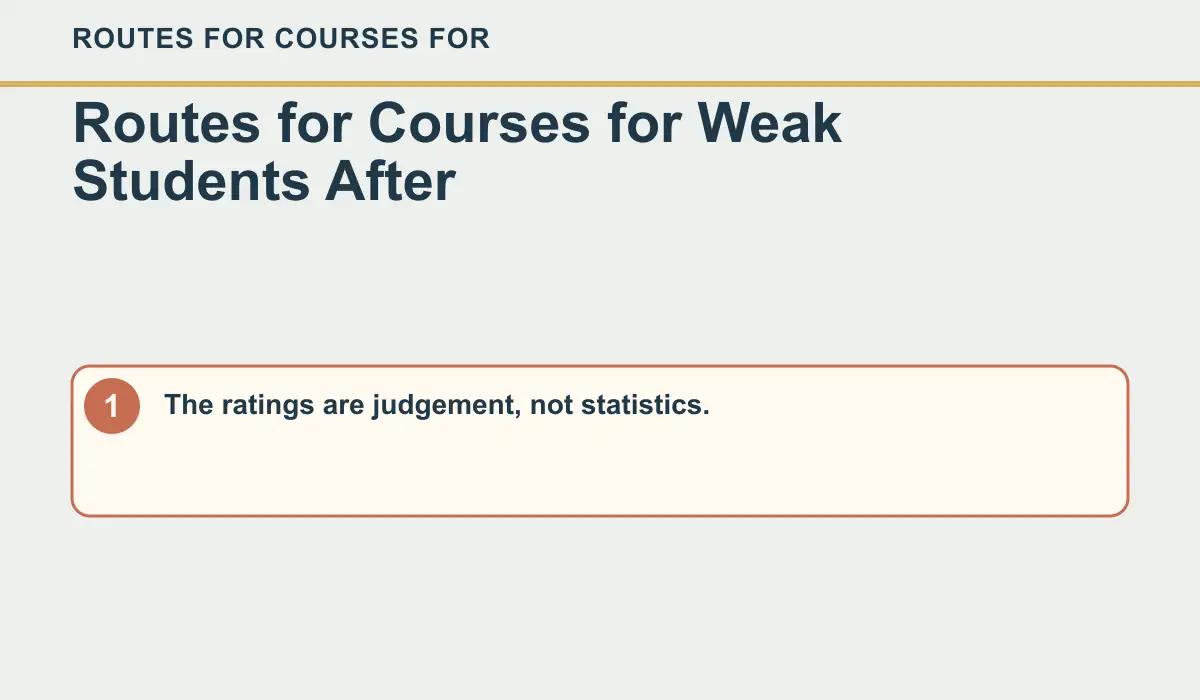 ROUTES FOR COURSES FOR
Routes for Courses for Weak
Students After
1 The ratings are judgement, not statistics.